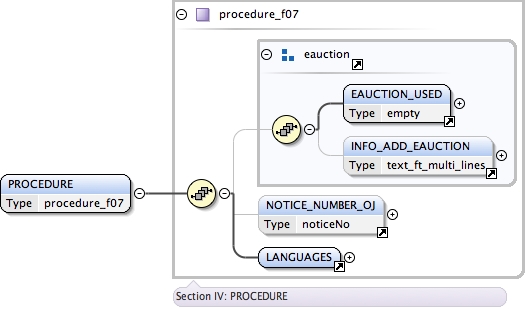 procedure_f07
eauction
EAUCTION_USED
Type empty
INFO_ADD_EAUCTION
Type text_ft_multi_lines
PROCEDURE
Type procedure_f07
NOTICE_NUMBER_OJ
Type noticeNo
LANGUAGES
Section IV: PROCEDURE